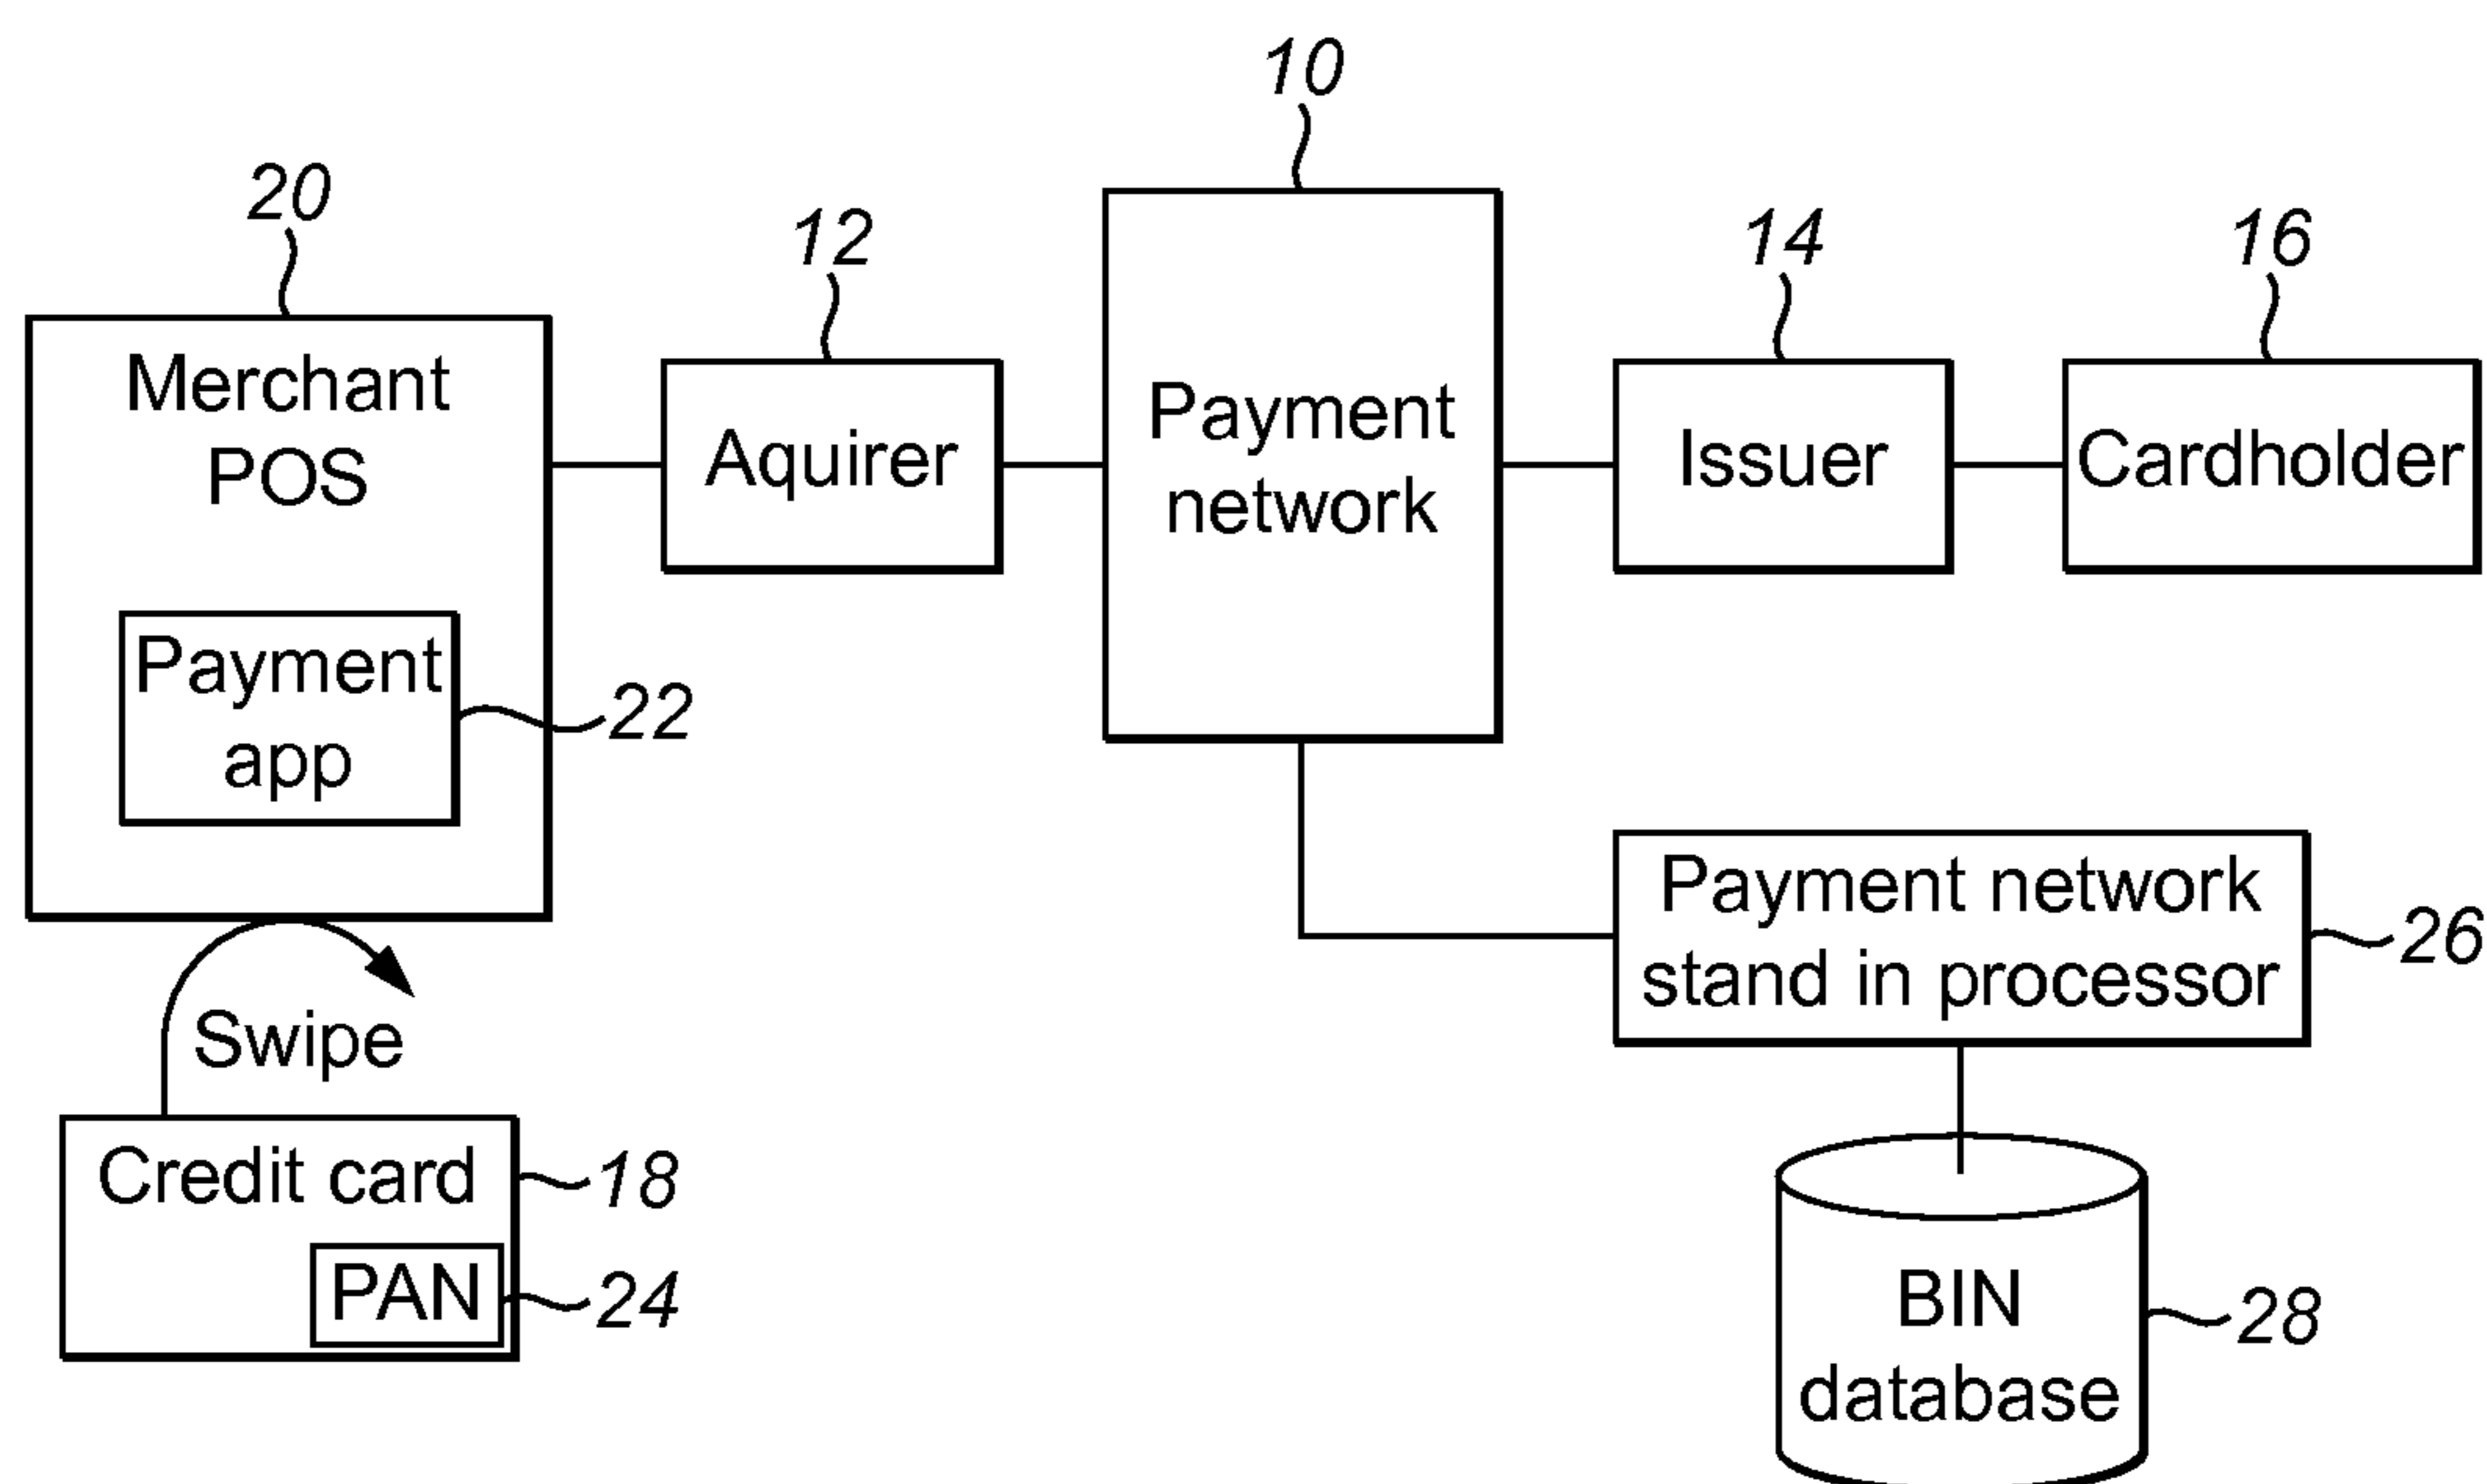 10
20
12
14
16
Merchant
POS
Aquirer
Payment
network
Issuer
Cardholder
Payment
app
22
Payment network
stand in processor
26
Swipe
Credit card
18
PAN
24
BIN
database
28